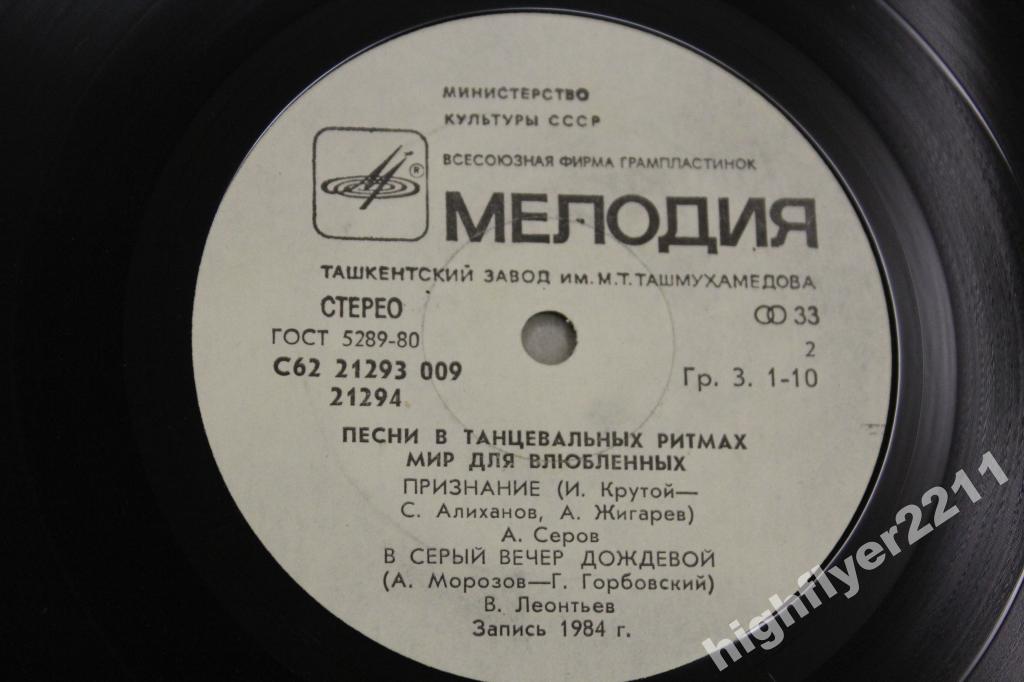 МИНИСТЕРСТВО
КУЛЬТУРЫ СССР
ВСЕСОЮЗНАЯ ФИРМА ГРАМПЛАСТИНОК
®
МЕЛОДИЯ
ТАШКЕНТСКИЙ ЗАВОД ИМ. М.Т. ТАШМУХАМЕДОВА
СТЕРЕО
33
ГОСТ 5289-80
2
С62 21293 009
Гр. 3. 1-10
21294
ПЕСНИ В ТАНЦЕВАЛЬНЫХ РИТМАХ
МИР ДЛЯ ВЛЮБЛЕННЫХ
ПРИЗНАНИЕ (И. Крутой—
С. Алиханов, А. Жигарев)
А. Серов
В СЕРЫЙ ВЕЧЕР ДОЖДЕВОЙ
(А. Морозов—Г. Горбовский)
В. Леонтьев
Запись 1984 г.
highflyer2211